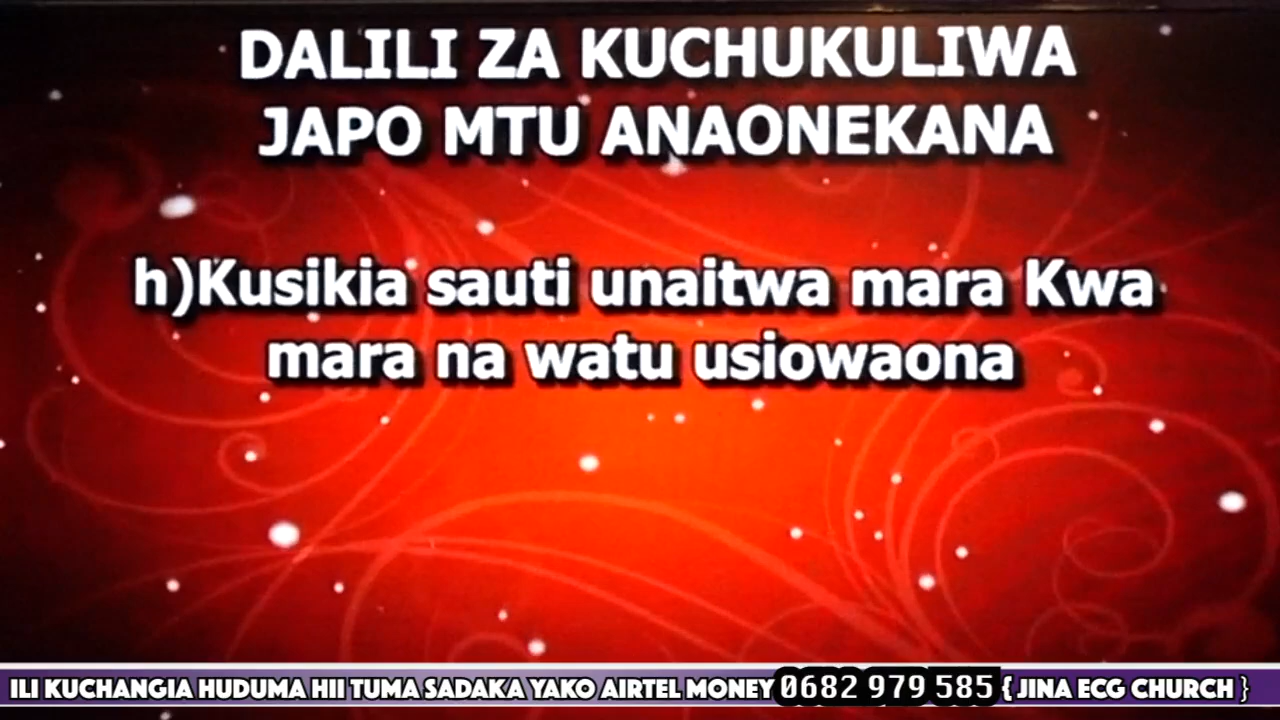 DALILI ZA KUCHUKULIWA
JAPO MTU ANAONEKANA
h)Kusikia sauti unaitwa mara Kwa
mara na watu usiowaona
ILI KUCHANGIA HUDUMA HII TUMA SADAKA YAKO AIRTEL MONEY 0682 979 585 { JINA ECG CHURCH }